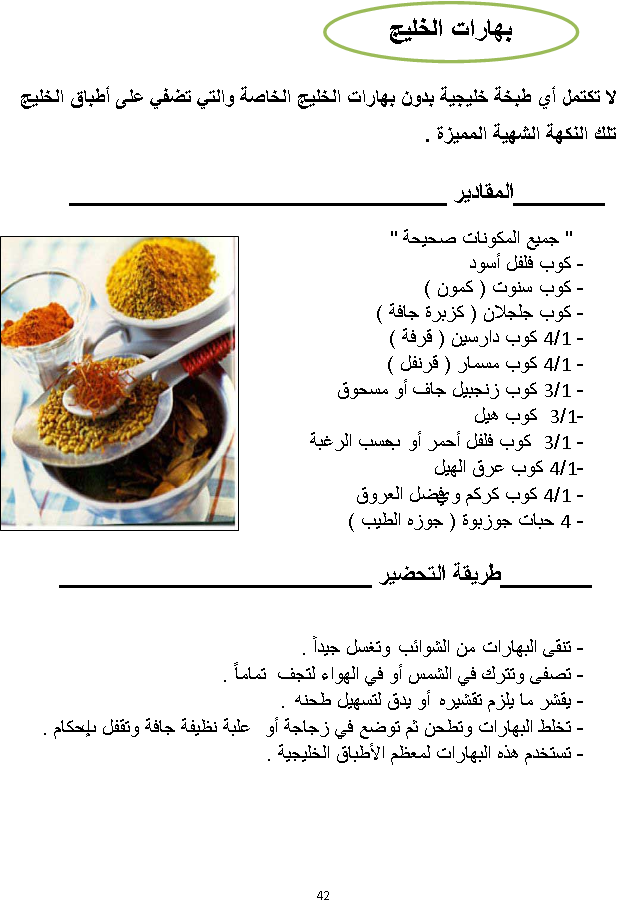 بهارات الخليج
لا تكتمل أي طبخة خليجية بدون بهارات الخليج الخاصة والتي تضفي على أطباق الخليج
تلك النكهة الشهية المميزة .
المقادير
" جميع المكونات صحيحة "
- كوب فلفل أسود
- كوب سنوت ( كمون )
- كوب جلجلان ( كزبرة جافة )
- 4/1 كوب دارسين ( قرفة )
- 4/1 كوب مسمار ( قرنفل )
- 3/1 كوب زنجبيل جاف أو مسحوق
-3/1 كوب هيل
- 3/1 كوب فلفل أحمر أو بحسب الرغبة
-4/1 كوب عرق الهيل
- 4/1 كوب كركم ويفضل العروق
- 4 حبات جوزبوة ( جوزه الطيب )
طريقة التحضير
- تنقى البهارات من الشوائب وتغسل جيداً .
- تصفى وتترك في الشمس أو في الهواء لتجف تماماً .
- يقشر ما يلزم تقشيره أو يدق لتسهيل طحنه .
- تخلط البهارات وتطحن ثم توضع في زجاجة أو علبة نظيفة جافة وتقفل بإحكام .
- تستخدم هذه البهارات لمعظم الأطباق الخليجية .
42